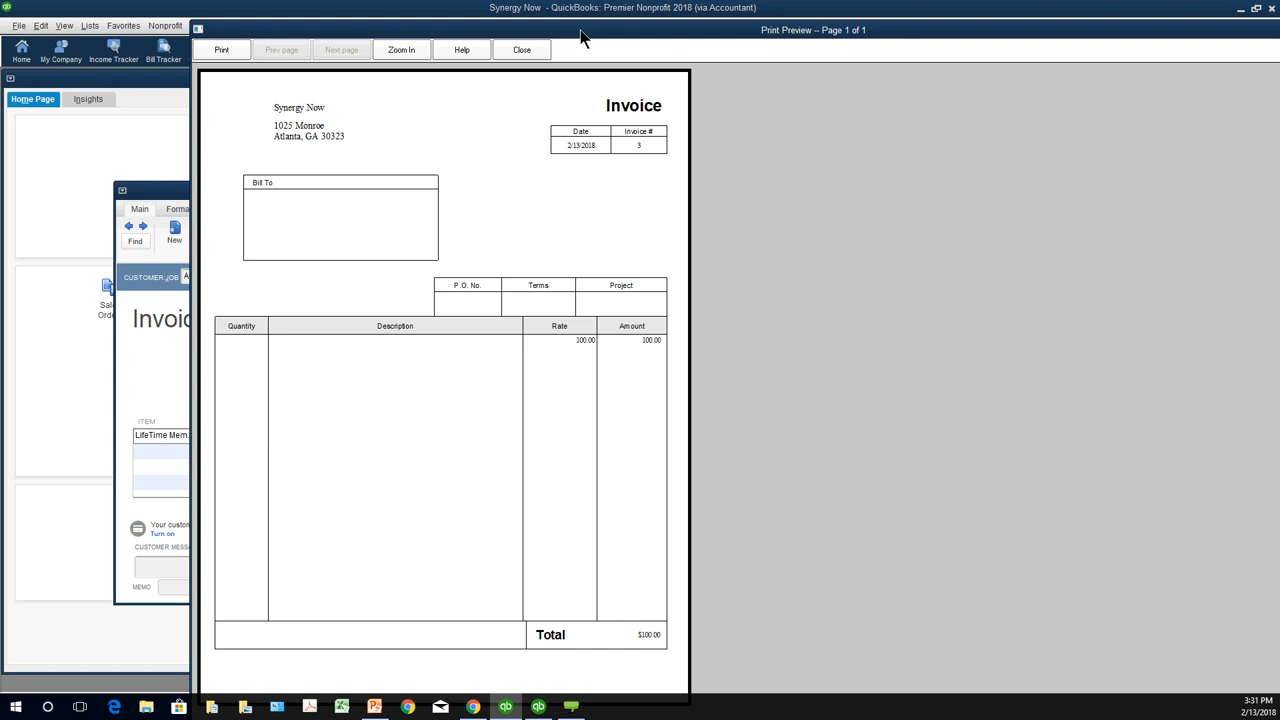 Synergy Now - QuickBooks: Premier Nonprofit 2018 (via Accountant)
File Edit View Lists Favorites Nonprofit
Print Preview -- Page 1 of 1
Print Prev page Next page Zoom In Help Close
Home My Company Income Tracker Bill Tracker
Home Page Insights
Synergy Now
Invoice
1025 Monroe
Atlanta, GA 30323
Date Invoice #
2/13/2018 3
Bill To
Main
Find New
CUSTOMER:JOB A
P.O. No. Terms Project
Quantity Description Rate Amount
100.00 100.00
ITEM
LifeTime Mem.
Turn on
MEMO
Total $100.00
3:31 PM
2/13/2018